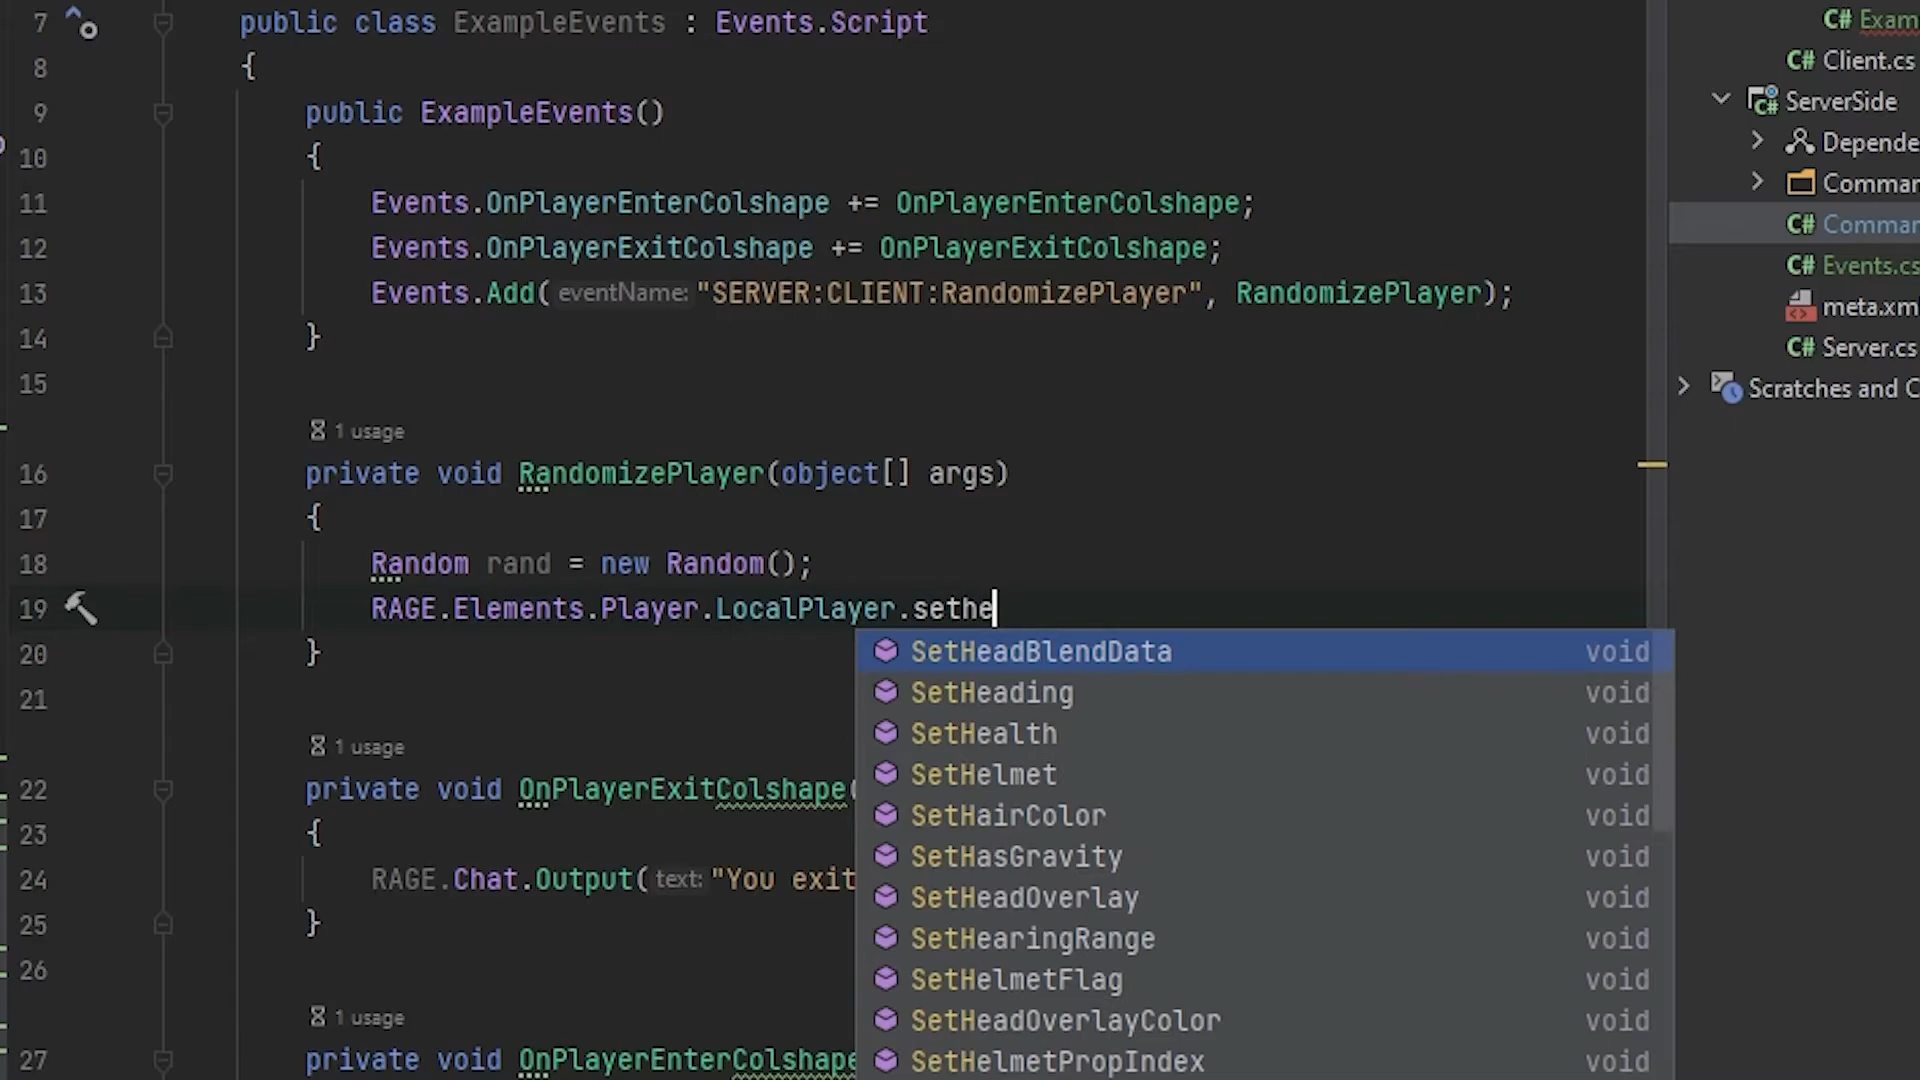 7 public class ExampleEvents : Events.Script
8 {
9 public ExampleEvents()
10 {
11 Events.OnPlayerEnterColshape += OnPlayerEnterColshape;
12 Events.OnPlayerExitColshape += OnPlayerExitColshape;
13 Events.Add( eventName: "SERVER:CLIENT:RandomizePlayer", RandomizePlayer);
14 }
15
1 usage
16 private void RandomizePlayer(object[] args)
17 {
18 Random rand = new Random();
19 RAGE.Elements.Player.LocalPlayer.sethe
20 }
21
1 usage
22 private void OnPlayerExitColshape(
23 {
24 RAGE.Chat.Output( text: "You exit
25 }
26
1 usage
27 private void OnPlayerEnterColshape
SetHeadBlendData void
SetHeading void
SetHealth void
SetHelmet void
SetHairColor void
SetHasGravity void
SetHeadOverlay void
SetHearingRange void
SetHelmetFlag void
SetHeadOverlayColor void
SetHelmetPropIndex void
C# Exam
C# Client.cs
C# ServerSide
Depende
Comman
C# Comman
C# Events.cs
meta.xm
C# Server.cs
Scratches and C